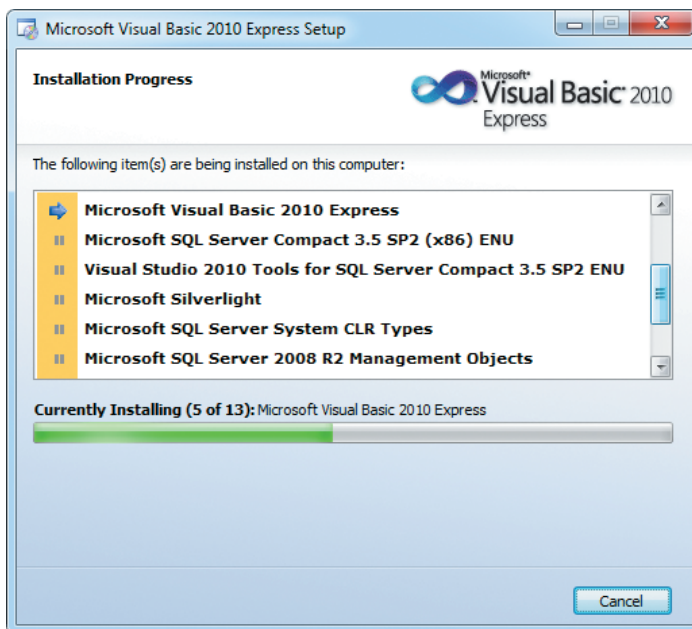 Microsoft Visual Basic 2010 Express Setup
Installation Progress
Microsoft®
Visual Basic® 2010
Express
The following item(s) are being installed on this computer:
Microsoft Visual Basic 2010 Express
Microsoft SQL Server Compact 3.5 SP2 (x86) ENU
Visual Studio 2010 Tools for SQL Server Compact 3.5 SP2 ENU
Microsoft Silverlight
Microsoft SQL Server System CLR Types
Microsoft SQL Server 2008 R2 Management Objects
Currently Installing (5 of 13): Microsoft Visual Basic 2010 Express
Cancel